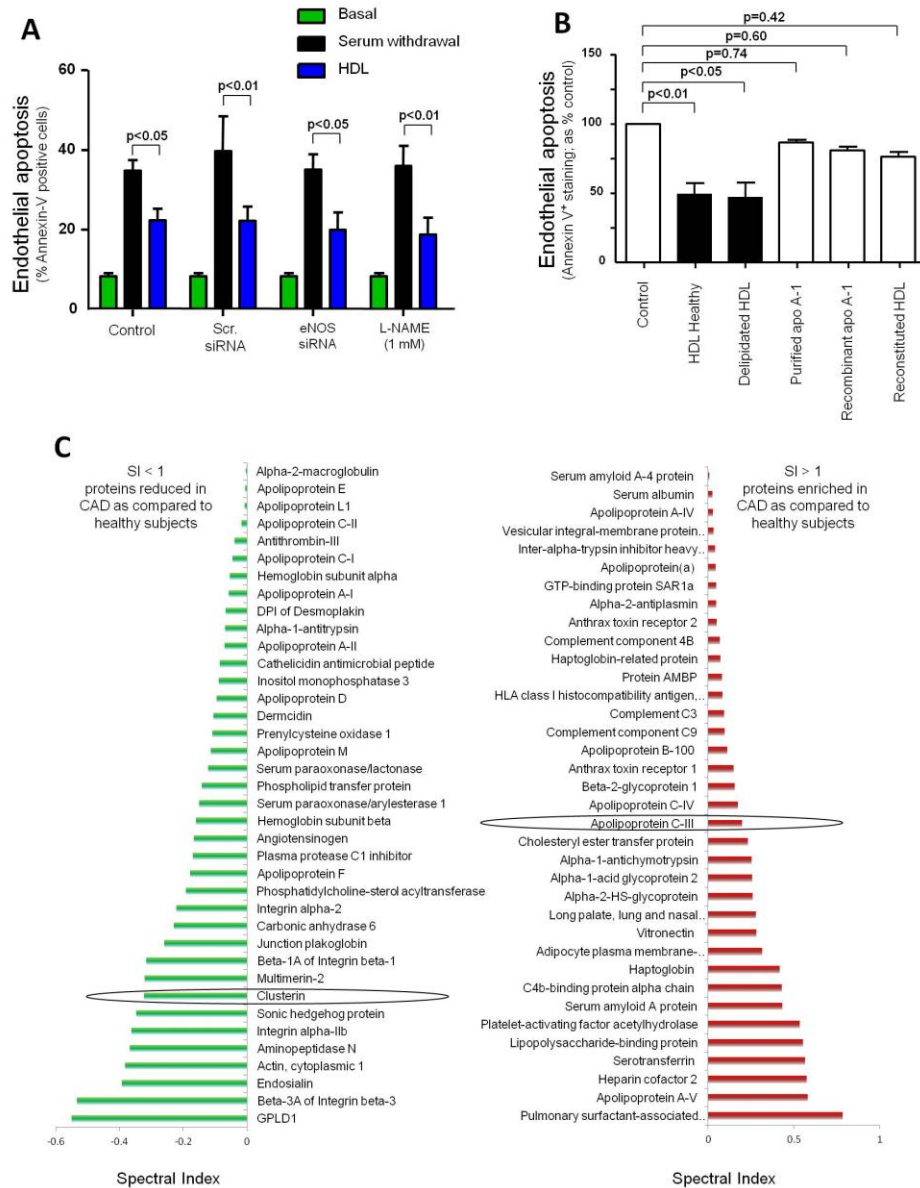 A
Basal
Serum withdrawal
HDL
Endothelial apoptosis
(% Annexin-V positive cells)
60
40
20
0
p<0.05
p<0.01
p<0.05
p<0.01
Control
Scr.
siRNA
eNOS
siRNA
L-NAME
(1 mM)
B
p=0.42
p=0.60
p=0.74
p<0.05
p<0.01
Endothelial apoptosis
(Annexin V⁺ staining; as % control)
150
100
50
0
Control
HDL Healthy
Delipidated HDL
Purified apo A-1
Recombinant apo A-1
Reconstituted HDL
C
SI < 1
proteins reduced in
CAD as compared to
healthy subjects
Alpha-2-macroglobulin
Apolipoprotein E
Apolipoprotein L1
Apolipoprotein C-II
Antithrombin-III
Apolipoprotein C-I
Hemoglobin subunit alpha
Apolipoprotein A-I
DPI of Desmoplakin
Alpha-1-antitrypsin
Apolipoprotein A-II
Cathelicidin antimicrobial peptide
Inositol monophosphatase 3
Apolipoprotein D
Dermcidin
Prenylcysteine oxidase 1
Apolipoprotein M
Serum paraoxonase/lactonase
Phospholipid transfer protein
Serum paraoxonase/arylesterase 1
Hemoglobin subunit beta
Angiotensinogen
Plasma protease C1 inhibitor
Apolipoprotein F
Phosphatidylcholine-sterol acyltransferase
Integrin alpha-2
Carbonic anhydrase 6
Junction plakoglobin
Beta-1A of Integrin beta-1
Multimerin-2
Clusterin
Sonic hedgehog protein
Integrin alpha-IIb
Aminopeptidase N
Actin, cytoplasmic 1
Endosialin
Beta-3A of Integrin beta-3
GPLD1
-0.6
-0.4
-0.2
0
Spectral Index
SI > 1
proteins enriched in
CAD as compared to
healthy subjects
Serum amyloid A-4 protein
Serum albumin
Apolipoprotein A-IV
Vesicular integral-membrane protein..
Inter-alpha-trypsin inhibitor heavy..
Apolipoprotein(a)
GTP-binding protein SAR1a
Alpha-2-antiplasmin
Anthrax toxin receptor 2
Complement component 4B
Haptoglobin-related protein
Protein AMBP
HLA class I histocompatibility antigen,..
Complement C3
Complement component C9
Apolipoprotein B-100
Anthrax toxin receptor 1
Beta-2-glycoprotein 1
Apolipoprotein C-IV
Apolipoprotein C-III
Cholesteryl ester transfer protein
Alpha-1-antichymotrypsin
Alpha-1-acid glycoprotein 2
Alpha-2-HS-glycoprotein
Long palate, lung and nasal..
Vitronectin
Adipocyte plasma membrane-..
Haptoglobin
C4b-binding protein alpha chain
Serum amyloid A protein
Platelet-activating factor acetylhydrolase
Lipopolysaccharide-binding protein
Serotransferrin
Heparin cofactor 2
Apolipoprotein A-V
Pulmonary surfactant-associated..
0
0.5
1
Spectral Index